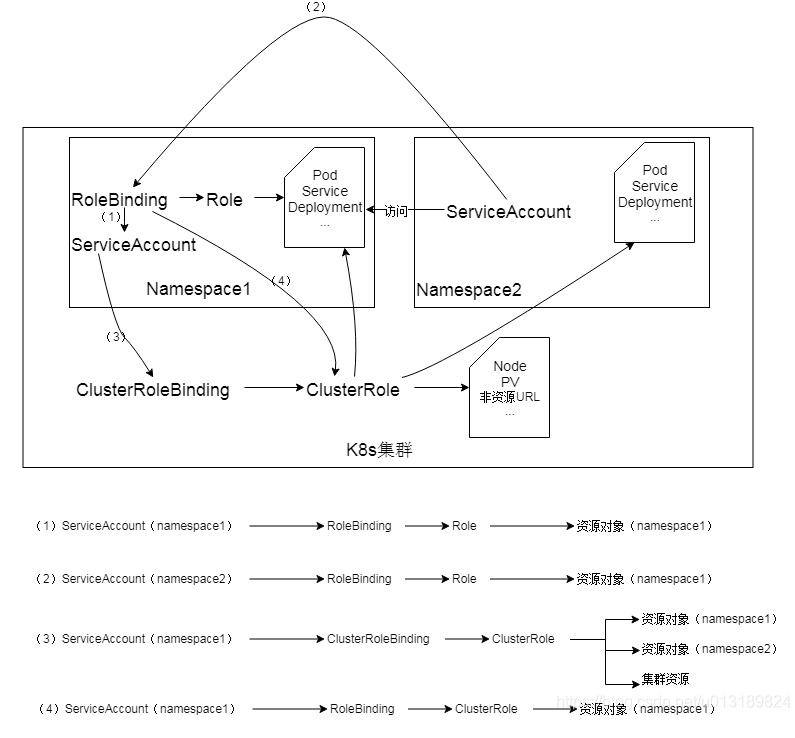 （2）
Pod
Service
Deployment
...
Pod
Service
Deployment
...
RoleBinding
Role
（1）
ServiceAccount
访问
ServiceAccount
（4）
Namespace1
Namespace2
（3）
ClusterRoleBinding
ClusterRole
Node
PV
非资源URL
...
K8s集群
（1）ServiceAccount（namespace1） RoleBinding Role 资源对象（namespace1）
（2）ServiceAccount（namespace2） RoleBinding Role 资源对象（namespace1）
资源对象（namespace1）
（3）ServiceAccount（namespace1） ClusterRoleBinding ClusterRole 资源对象（namespace2）
集群资源
（4）ServiceAccount（namespace1） RoleBinding ClusterRole 资源对象（namespace1）
https://blog.csdn.net/u013189824